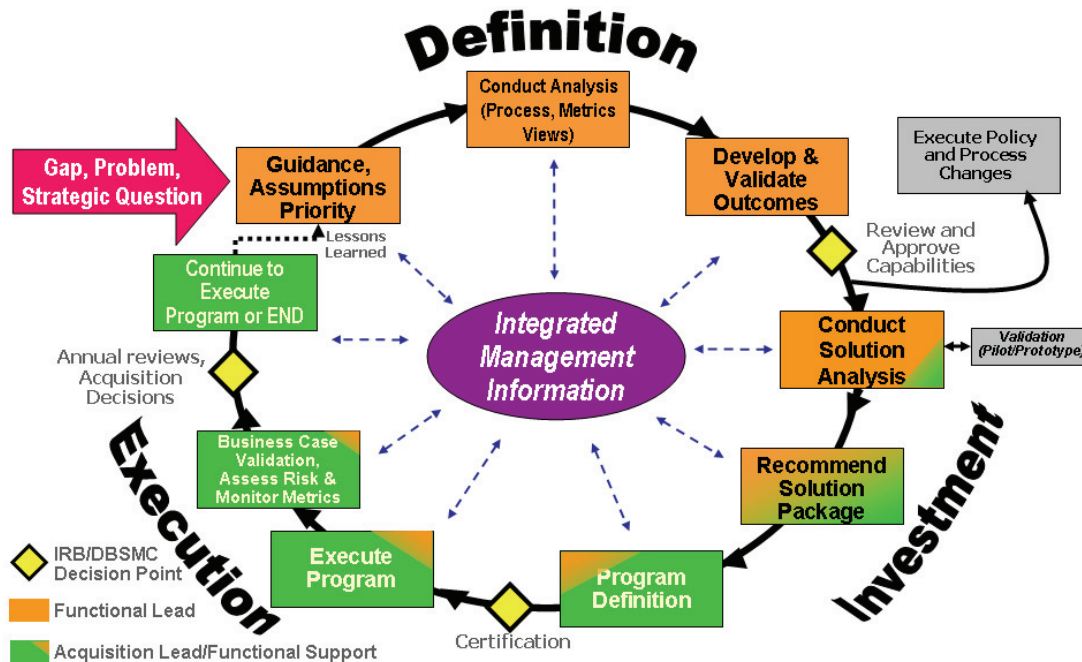 Definition
Conduct Analysis
(Process, Metrics
Views)
Gap, Problem,
Strategic Question
Guidance,
Assumptions
Priority
Develop &
Validate
Outcomes
Execute Policy
and Process
Changes
Lessons
Learned
Review and
Approve
Capabilities
Continue to
Execute
Program or END
Integrated
Management
Information
Conduct
Solution
Analysis
Validation
(Pilot/Prototype)
Annual reviews,
Acquisition
Decisions
Execution
Business Case
Validation,
Assess Risk &
Monitor Metrics
Recommend
Solution
Package
Investment
Execute
Program
Program
Definition
Certification
IRB/DBSMC
Decision Point
Functional Lead
Acquisition Lead/Functional Support